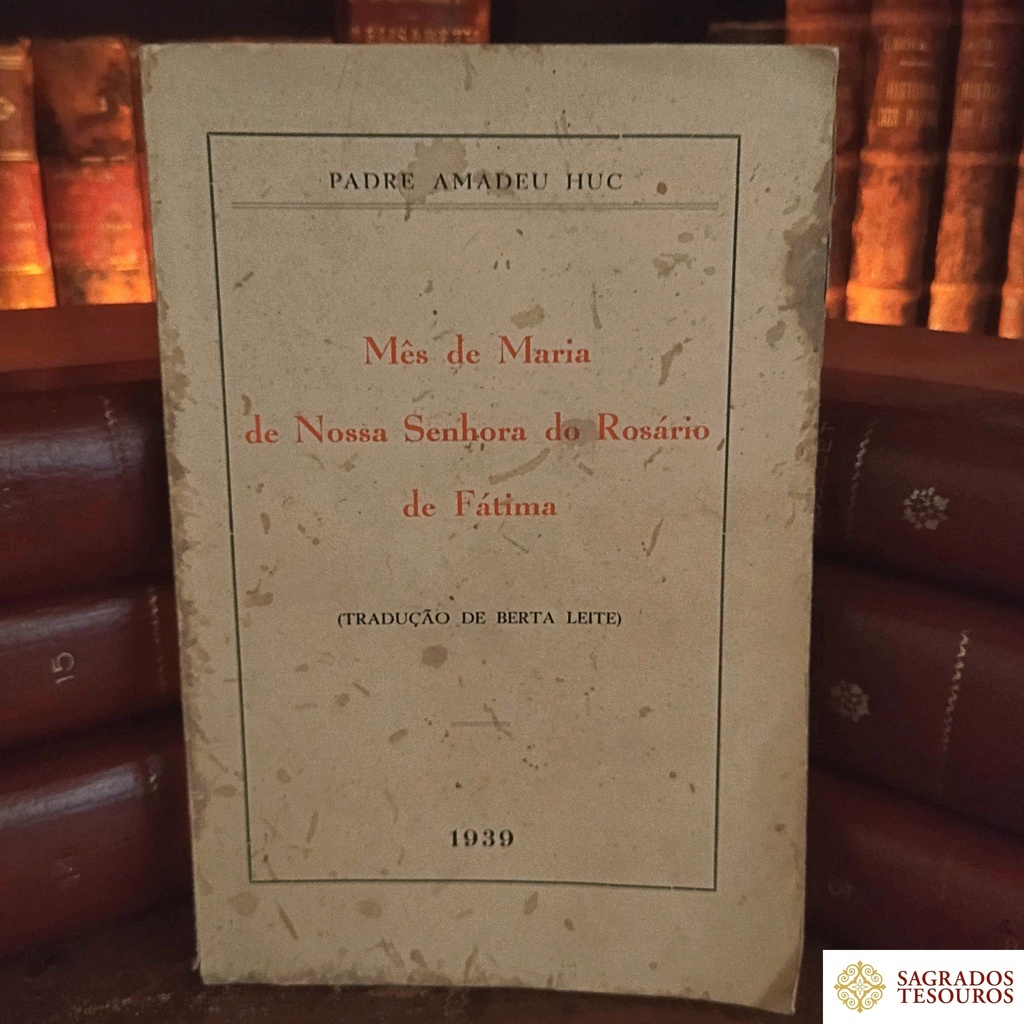 PADRE AMADEU HUC
Mês de Maria
de Nossa Senhora do Rosário
de Fátima
(TRADUÇÃO DE BERTA LEITE)
1939
15
SAGRADOS
TESOUROS